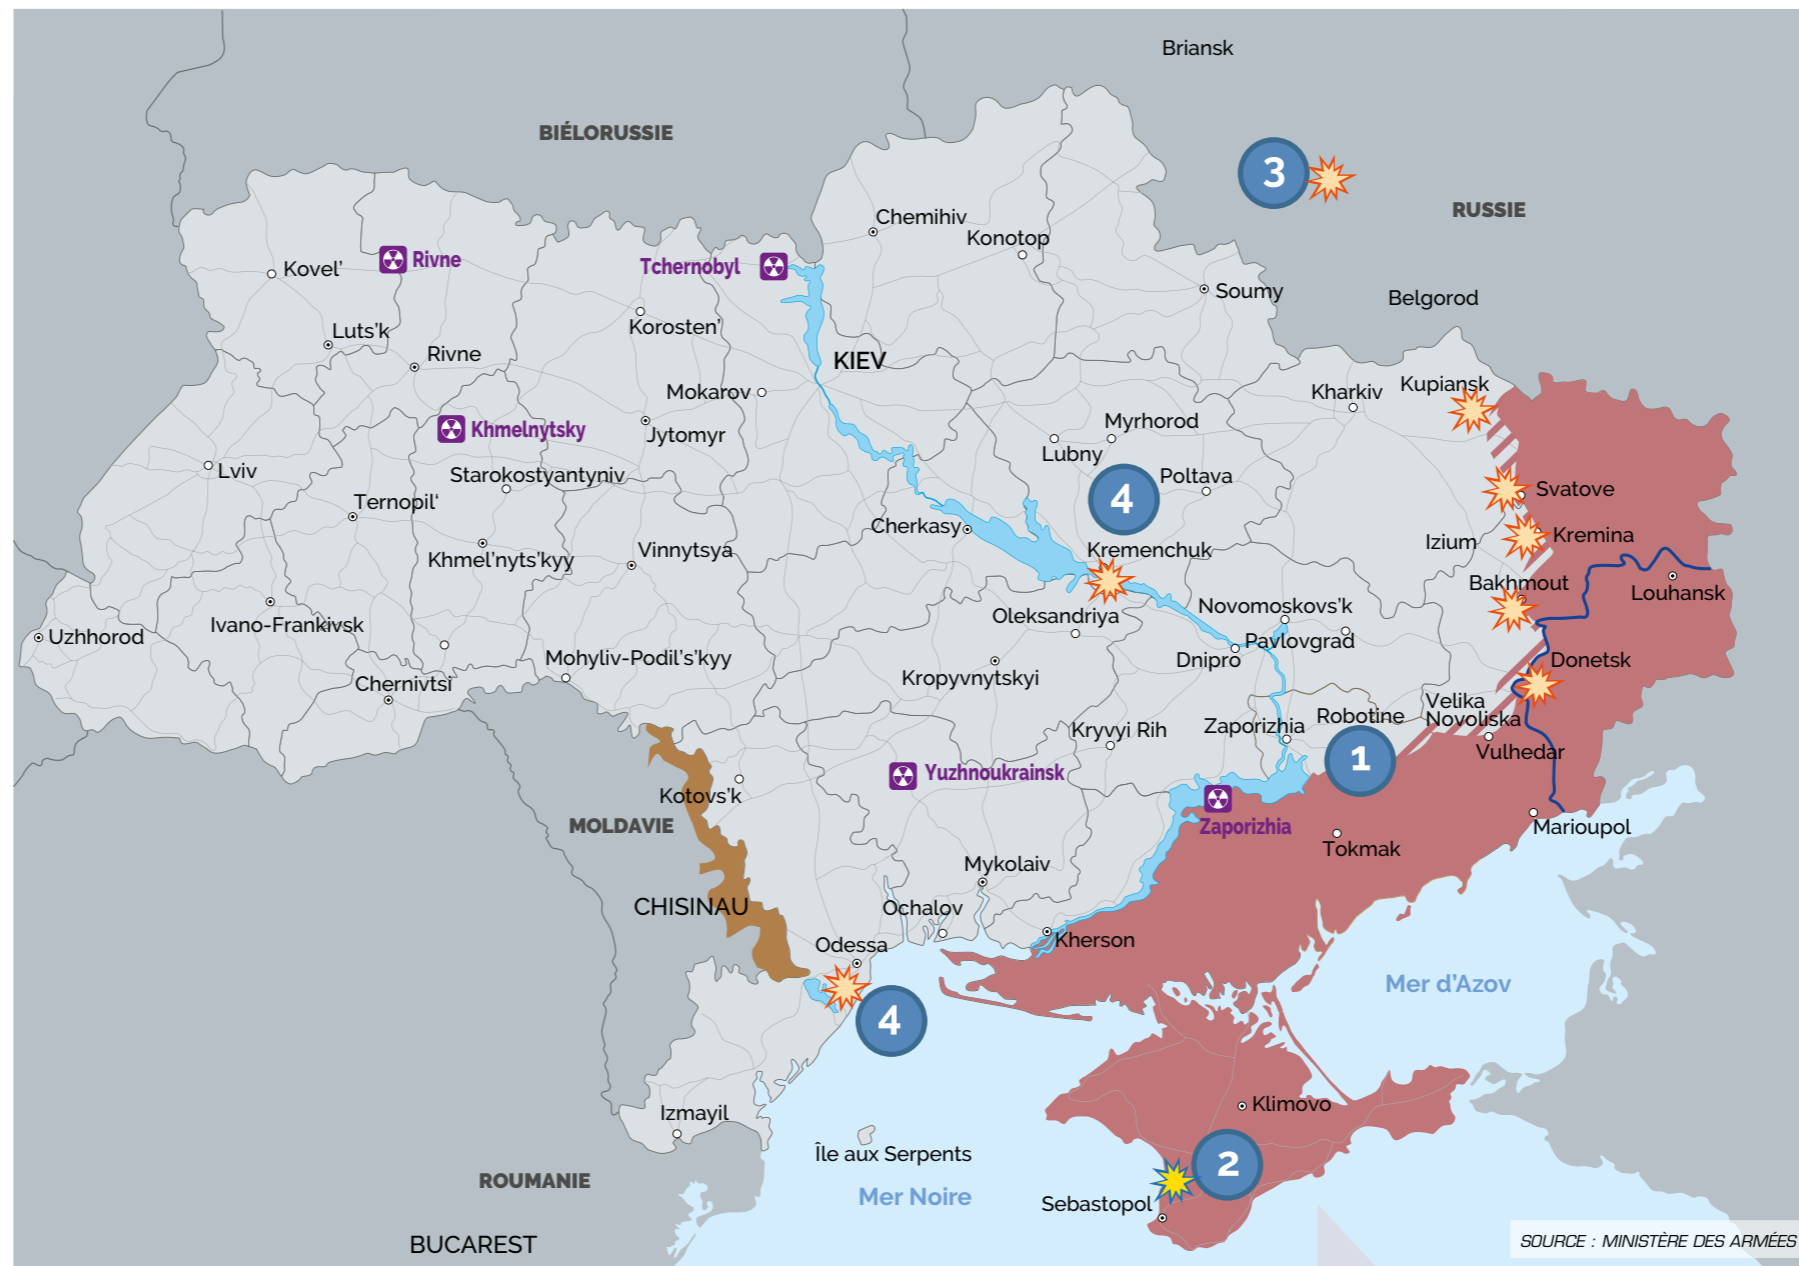 Briansk
BIÉLORUSSIE
3
RUSSIE
Chemihiv
Konotop
Kovel’
Rivne
Tchernobyl
Soumy
Belgorod
Korosten’
Luts’k
Rivne
KIEV
Mokarov
Kharkiv
Kupiansk
Khmelnytsky
Jytomyr
Myrhorod
Lubny
Lviv
Starokostyantyniv
Poltava
4
Svatove
Ternopil‘
Cherkasy
Kremina
Izium
Khmel’nyts’kyy
Vinnytsya
Kremenchuk
Bakhmout
Louhansk
Ivano-Frankivsk
Oleksandriya
Novomoskovs’k
Uzhhorod
Pavlovgrad
Mohyliv-Podil’s’kyy
Dnipro
Donetsk
Chernivtsi
Kropyvnytskyi
Velika
Novoliska
Kryvyi Rih
Zaporizhia
Robotine
1
Vulhedar
Yuzhnoukrainsk
Kotovs’k
MOLDAVIE
Zaporizhia
Marioupol
Tokmak
Mykolaiv
CHISINAU
Ochalov
Odessa
Kherson
Mer d’Azov
4
Izmayil
Klimovo
Île aux Serpents
2
ROUMANIE
Mer Noire
Sebastopol
BUCAREST
SOURCE : MINISTÈRE DES ARMÉES